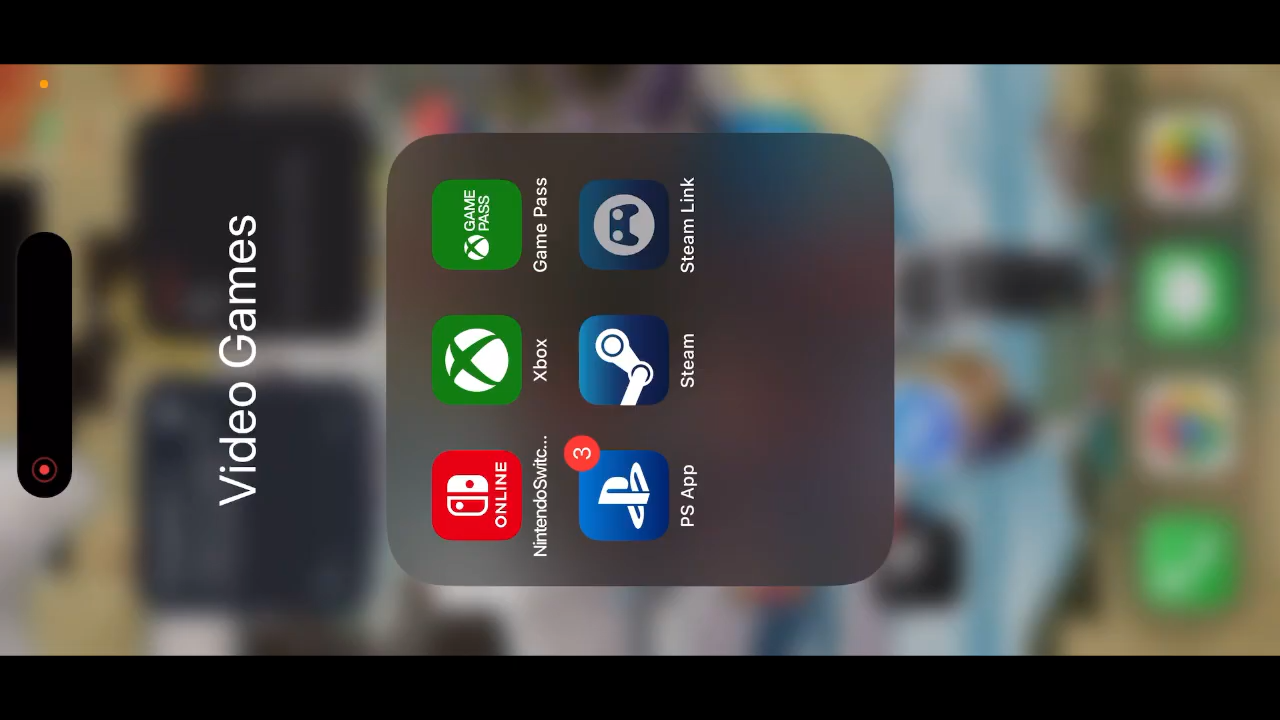 Video Games
ONLINE
GAME
PASS
NintendoSwitc...
Xbox
Game Pass
3
PS App
Steam
Steam Link